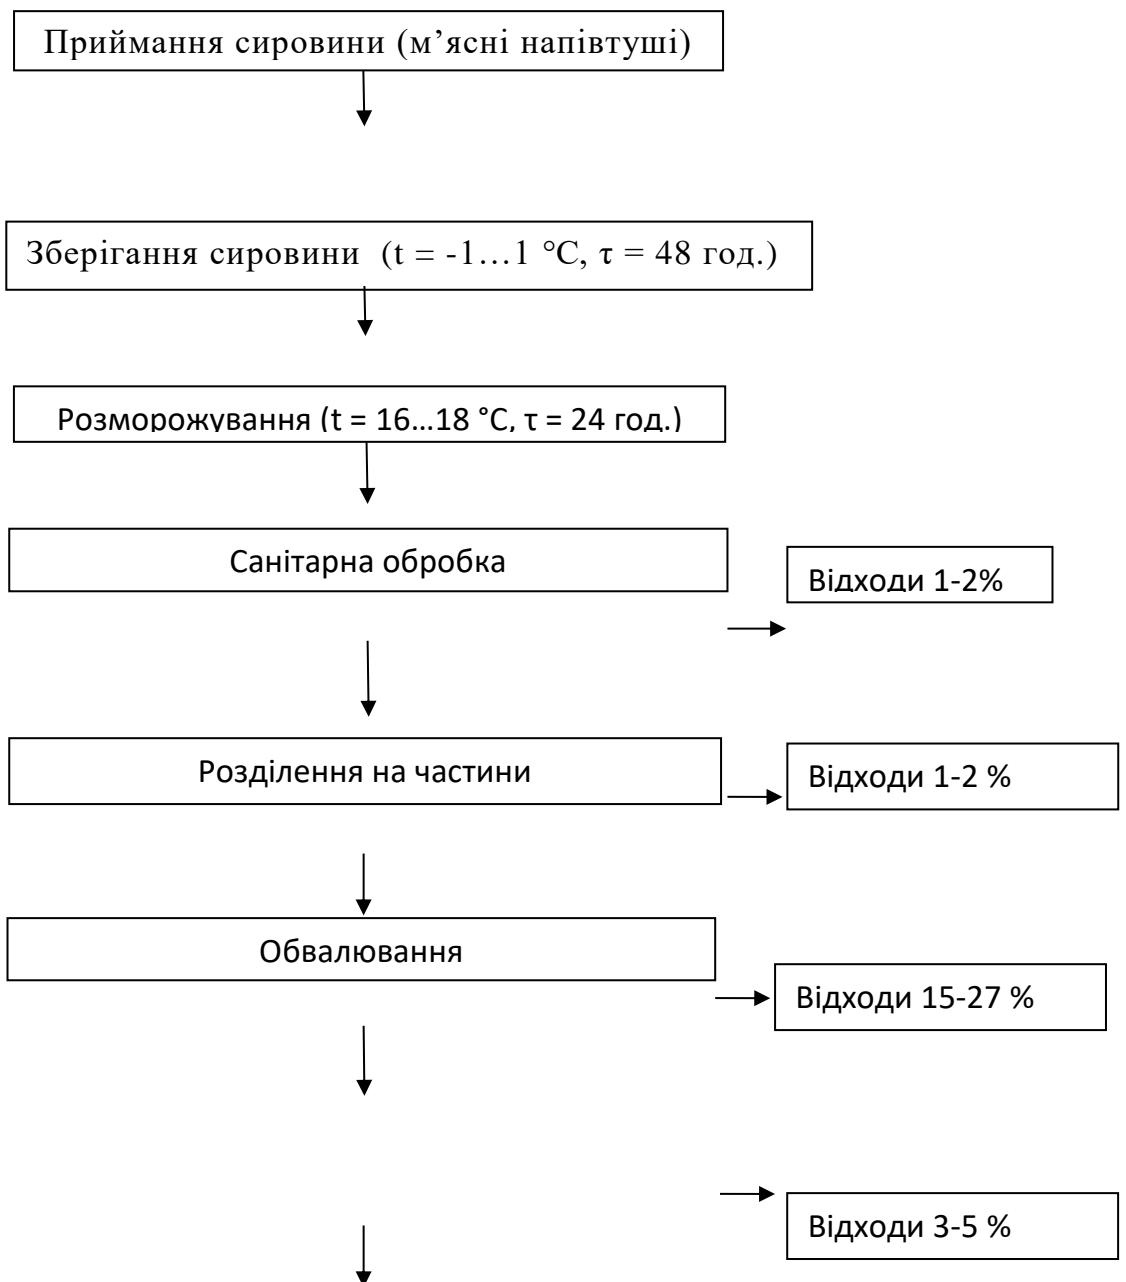 Приймання сировини (м’ясні напівтуші)
Зберігання сировини (t = -1…1 °C, τ = 48 год.)
Розморожування (t = 16…18 °C, τ = 24 год.)
Санітарна обробка
Відходи 1-2%
Розділення на частини
Відходи 1-2 %
Обвалювання
Відходи 15-27 %
Відходи 3-5 %